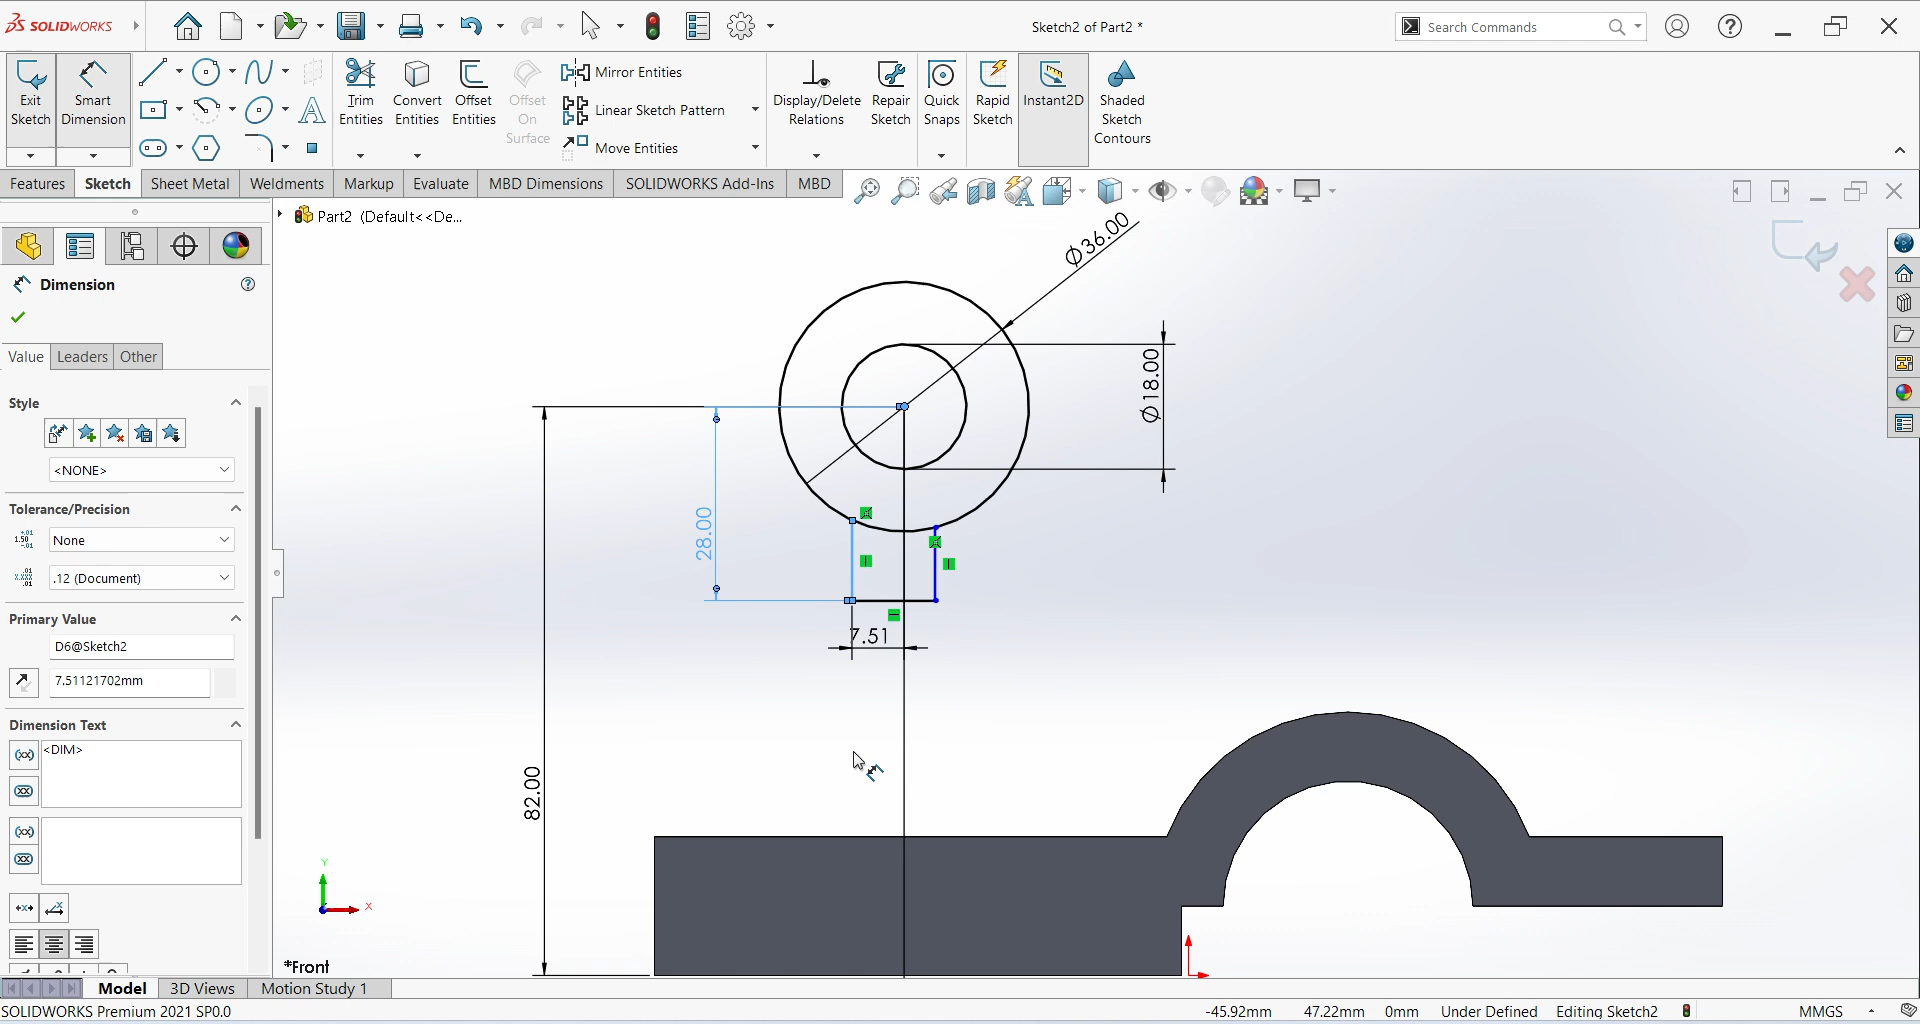 SOLIDWORKS
Sketch2 of Part2 *
Search Commands
Exit Sketch
Smart Dimension
Trim Entities
Convert Entities
Offset Entities
Offset On Surface
Mirror Entities
Linear Sketch Pattern
Move Entities
Display/Delete Relations
Repair Sketch
Quick Snaps
Rapid Sketch
Instant2D
Shaded Sketch Contours
Features
Sketch
Sheet Metal
Weldments
Markup
Evaluate
MBD Dimensions
SOLIDWORKS Add-Ins
MBD
Part2 (Default<<De...
Dimension
Value
Leaders
Other
Style
<NONE>
Tolerance/Precision
None
.12 (Document)
Primary Value
D6@Sketch2
7.51121702mm
Dimension Text
<DIM>
Φ36.00
Φ18.00
28.00
7.51
82.00
Y
X
*Front
Model
3D Views
Motion Study 1
SOLIDWORKS Premium 2021 SP0.0
-45.92mm
47.22mm
0mm
Under Defined
Editing Sketch2
MMGS